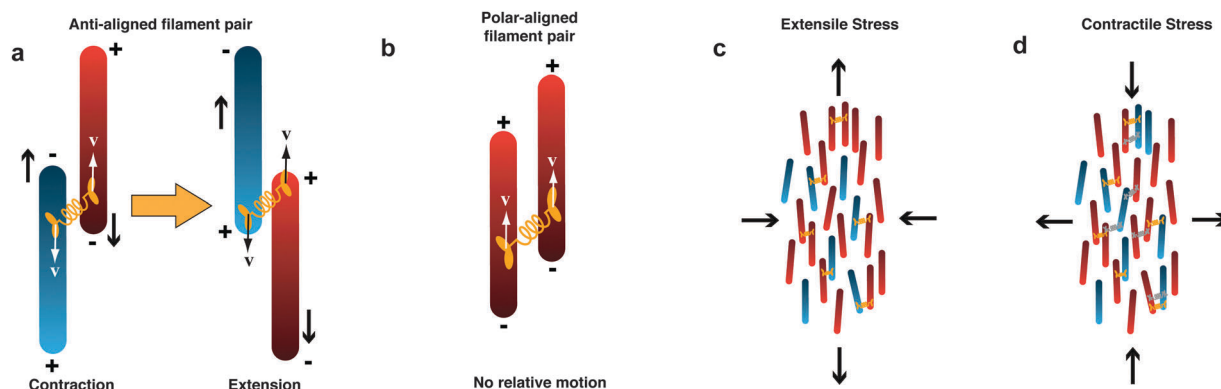 Anti-aligned filament pair
a
+
-
-
v
v
-
+
Contraction
-
v
+
+
v
-
Extension
b
Polar-aligned
filament pair
+
+
v
v
-
-
No relative motion
c
Extensile Stress
d
Contractile Stress